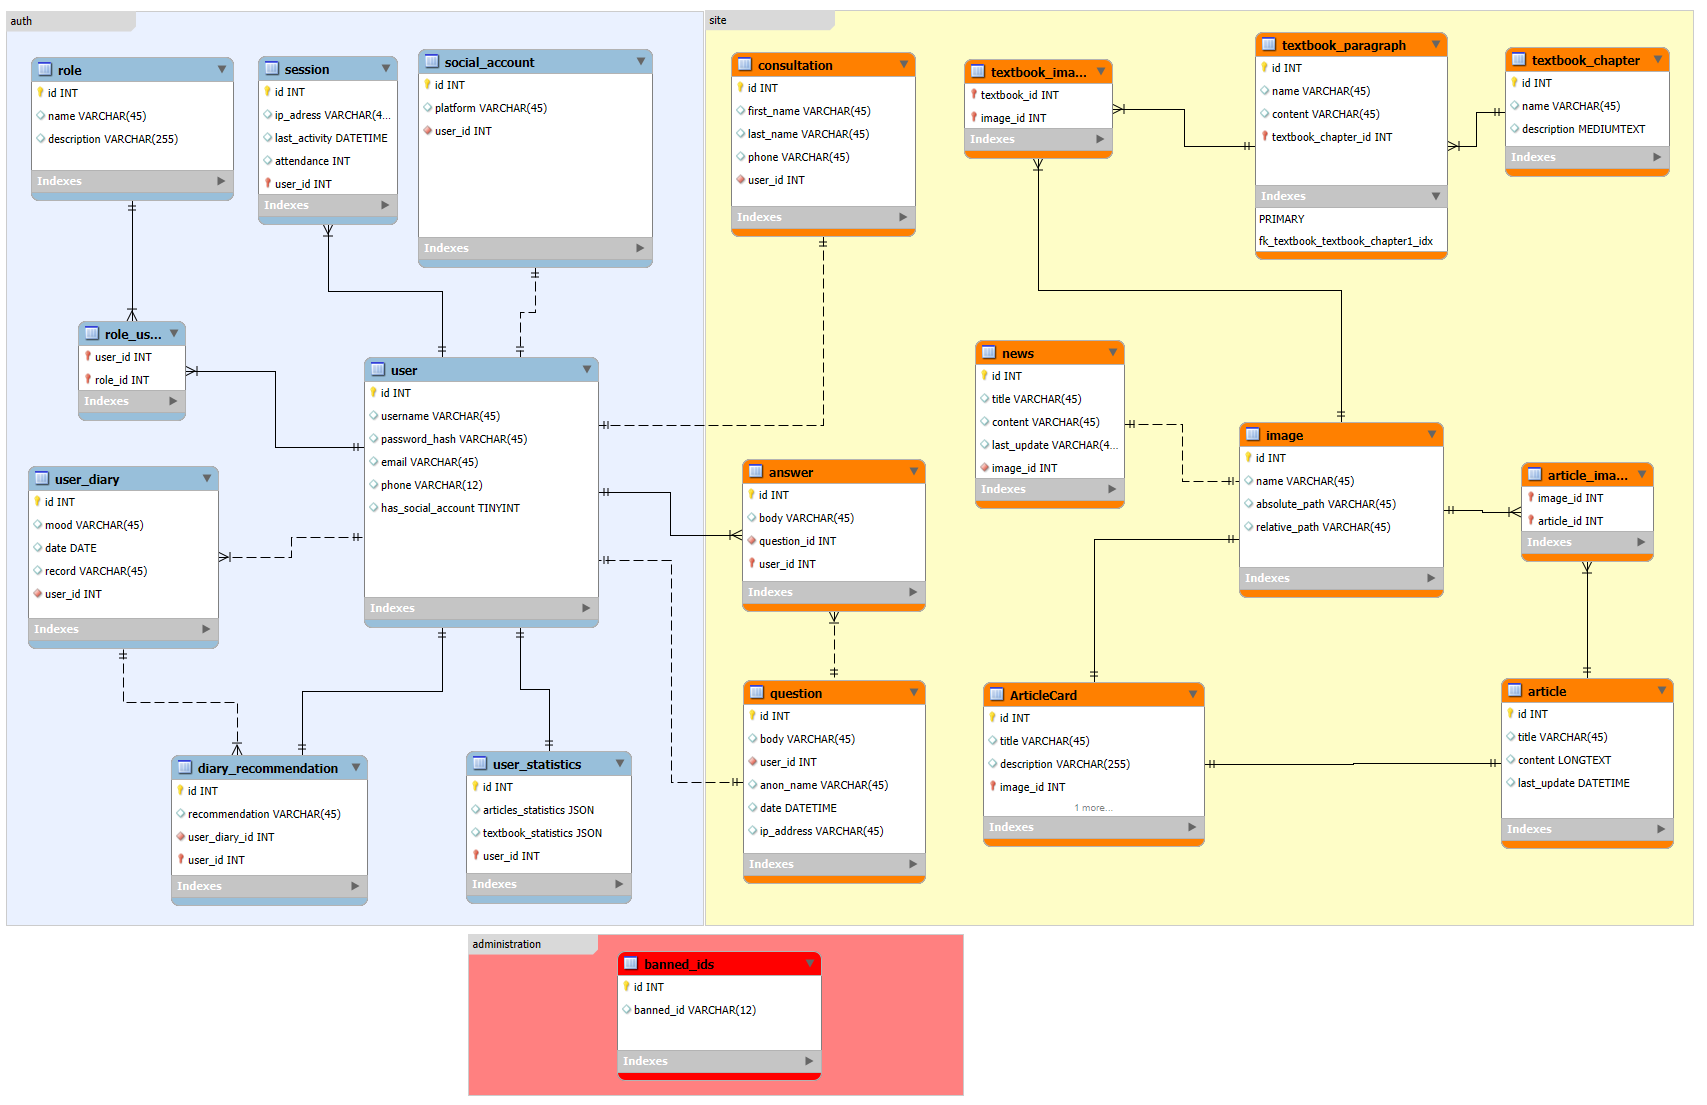 auth
role
id INT
name VARCHAR(45)
description VARCHAR(255)
Indexes
session
id INT
ip_adress VARCHAR(4...
last_activity DATETIME
attendance INT
user_id INT
Indexes
social_account
id INT
platform VARCHAR(45)
user_id INT
Indexes
role_us...
user_id INT
role_id INT
Indexes
user
id INT
username VARCHAR(45)
password_hash VARCHAR(45)
email VARCHAR(45)
phone VARCHAR(12)
has_social_account TINYINT
Indexes
user_diary
id INT
mood VARCHAR(45)
date DATE
record VARCHAR(45)
user_id INT
Indexes
diary_recommendation
id INT
recommendation VARCHAR(45)
user_diary_id INT
user_id INT
Indexes
user_statistics
id INT
articles_statistics JSON
textbook_statistics JSON
user_id INT
Indexes
site
consultation
id INT
first_name VARCHAR(45)
last_name VARCHAR(45)
phone VARCHAR(45)
user_id INT
Indexes
textbook_ima...
textbook_id INT
image_id INT
Indexes
textbook_paragraph
id INT
name VARCHAR(45)
content VARCHAR(45)
textbook_chapter_id INT
Indexes
PRIMARY
fk_textbook_textbook_chapter1_idx
textbook_chapter
id INT
name VARCHAR(45)
description MEDIUMTEXT
Indexes
news
id INT
title VARCHAR(45)
content VARCHAR(45)
last_update VARCHAR(4...
image_id INT
Indexes
image
id INT
name VARCHAR(45)
absolute_path VARCHAR(45)
relative_path VARCHAR(45)
Indexes
article_ima...
image_id INT
article_id INT
Indexes
answer
id INT
body VARCHAR(45)
question_id INT
user_id INT
Indexes
question
id INT
body VARCHAR(45)
user_id INT
anon_name VARCHAR(45)
date DATETIME
ip_address VARCHAR(45)
Indexes
ArticleCard
id INT
title VARCHAR(45)
description VARCHAR(255)
image_id INT
1 more...
Indexes
article
id INT
title VARCHAR(45)
content LONGTEXT
last_update DATETIME
Indexes
administration
banned_ids
id INT
banned_id VARCHAR(12)
Indexes